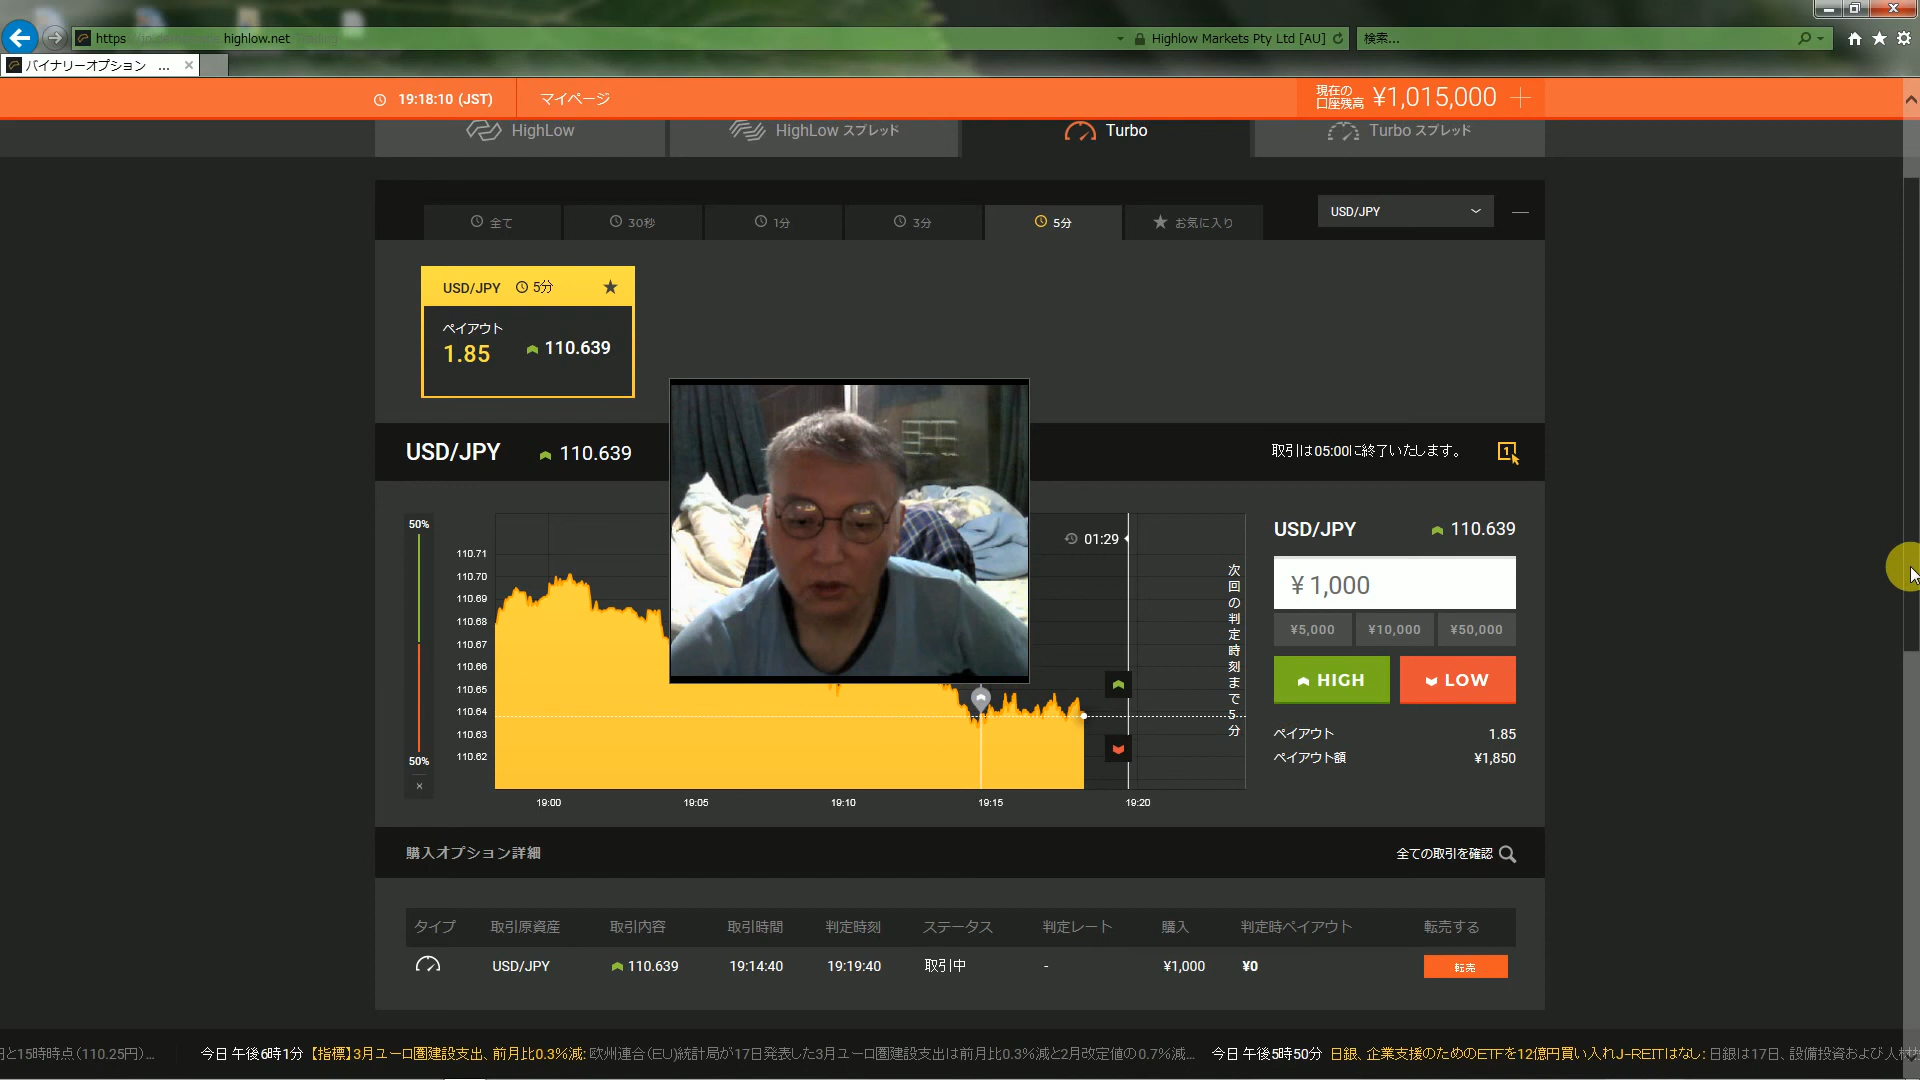 https
highlow.net
Highlow Markets Pty Ltd [AU]
検索...
バイナリーオプション ...
19:18:10 (JST)
マイページ
現在の
口座残高
¥1,015,000
HighLow
HighLow スプレッド
Turbo
Turbo スプレッド
全て
30秒
1分
3分
5分
お気に入り
USD/JPY
USD/JPY
5分
ペイアウト
1.85
110.639
USD/JPY
110.639
取引は05:00に終了いたします。
1
50%
110.71
110.70
110.69
110.68
110.67
110.66
110.65
110.64
110.63
110.62
50%
×
01:29
次回の判定時刻まで5分
19:00
19:05
19:10
19:15
19:20
USD/JPY
110.639
¥ 1,000
¥5,000
¥10,000
¥50,000
HIGH
LOW
ペイアウト
1.85
ペイアウト額
¥1,850
購入オプション詳細
全ての取引を確認
タイプ
取引原資産
取引内容
取引時間
判定時刻
ステータス
判定レート
購入
判定時ペイアウト
転売する
USD/JPY
110.639
19:14:40
19:19:40
取引中
-
¥1,000
¥0
転売
円と15時時点（110.25円）...
今日 午後6時1分 【指標】3月ユーロ圏建設支出、前月比0.3%減: 欧州連合（EU）統計局が17日発表した3月ユーロ圏建設支出は前月比0.3%減と2月改定値の0.7%減...
今日 午後5時50分 日銀、企業支援のためのETFを12億円買い入れJ-REITはなし: 日銀は17日、設備投資および人材